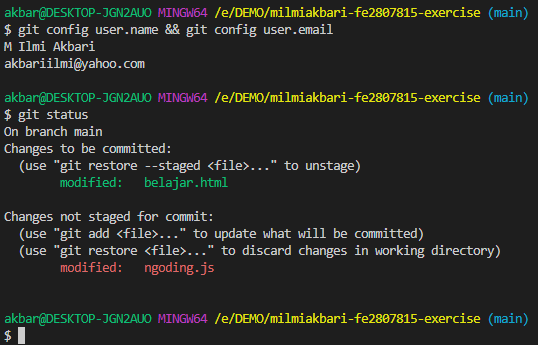 akbar@DESKTOP-JGN2AUO MINGW64 /e/DEMO/milmiakbari-fe2807815-exercise (main)
$ git config user.name && git config user.email
M Ilmi Akbari
akbariilmi@yahoo.com

akbar@DESKTOP-JGN2AUO MINGW64 /e/DEMO/milmiakbari-fe2807815-exercise (main)
$ git status
On branch main
Changes to be committed:
  (use "git restore --staged <file>..." to unstage)
        modified:   belajar.html

Changes not staged for commit:
  (use "git add <file>..." to update what will be committed)
  (use "git restore <file>..." to discard changes in working directory)
        modified:   ngoding.js

akbar@DESKTOP-JGN2AUO MINGW64 /e/DEMO/milmiakbari-fe2807815-exercise (main)
$